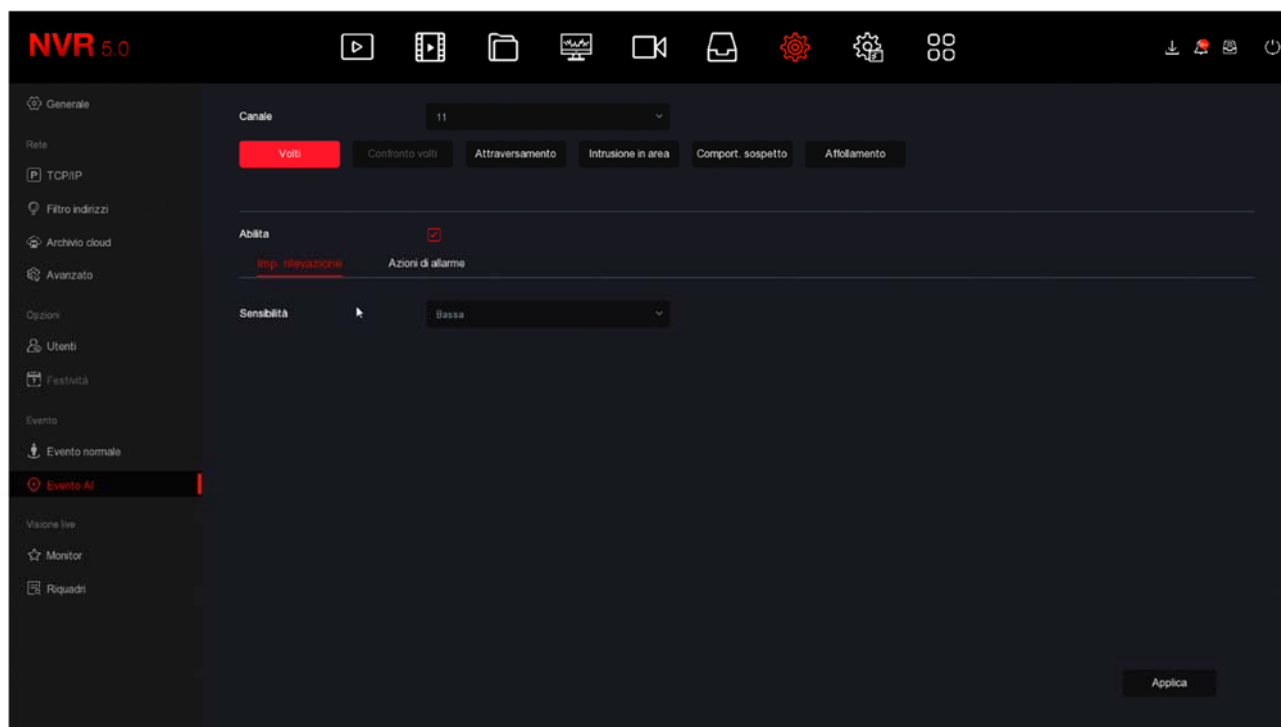 NVR 5.0
Generale
Rete
TCP/IP
Filtro indirizzi
Archivio cloud
Avanzato
Opzioni
Utenti
Festività
Evento
Evento normale
Evento AI
Visione live
Monitor
Riquadri
Canale 11
Volti Confronto volti Attraversamento Intrusione in area Comport. sospetto Affollamento
Abilita
Imp. rilevazione Azioni di allarme
Sensibilità Bassa
Applica